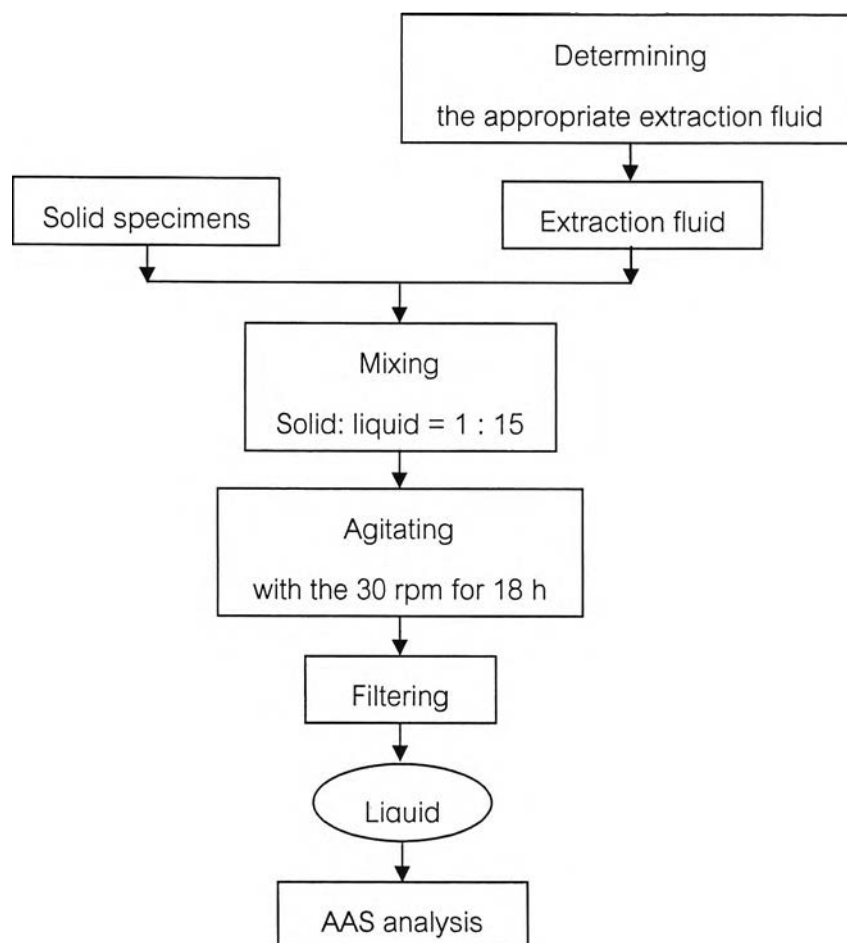 Determining
the appropriate extraction fluid
Solid specimens
Extraction fluid
Mixing
Solid: liquid = 1 : 15
Agitating
with the 30 rpm for 18 h
Filtering
Liquid
AAS analysis